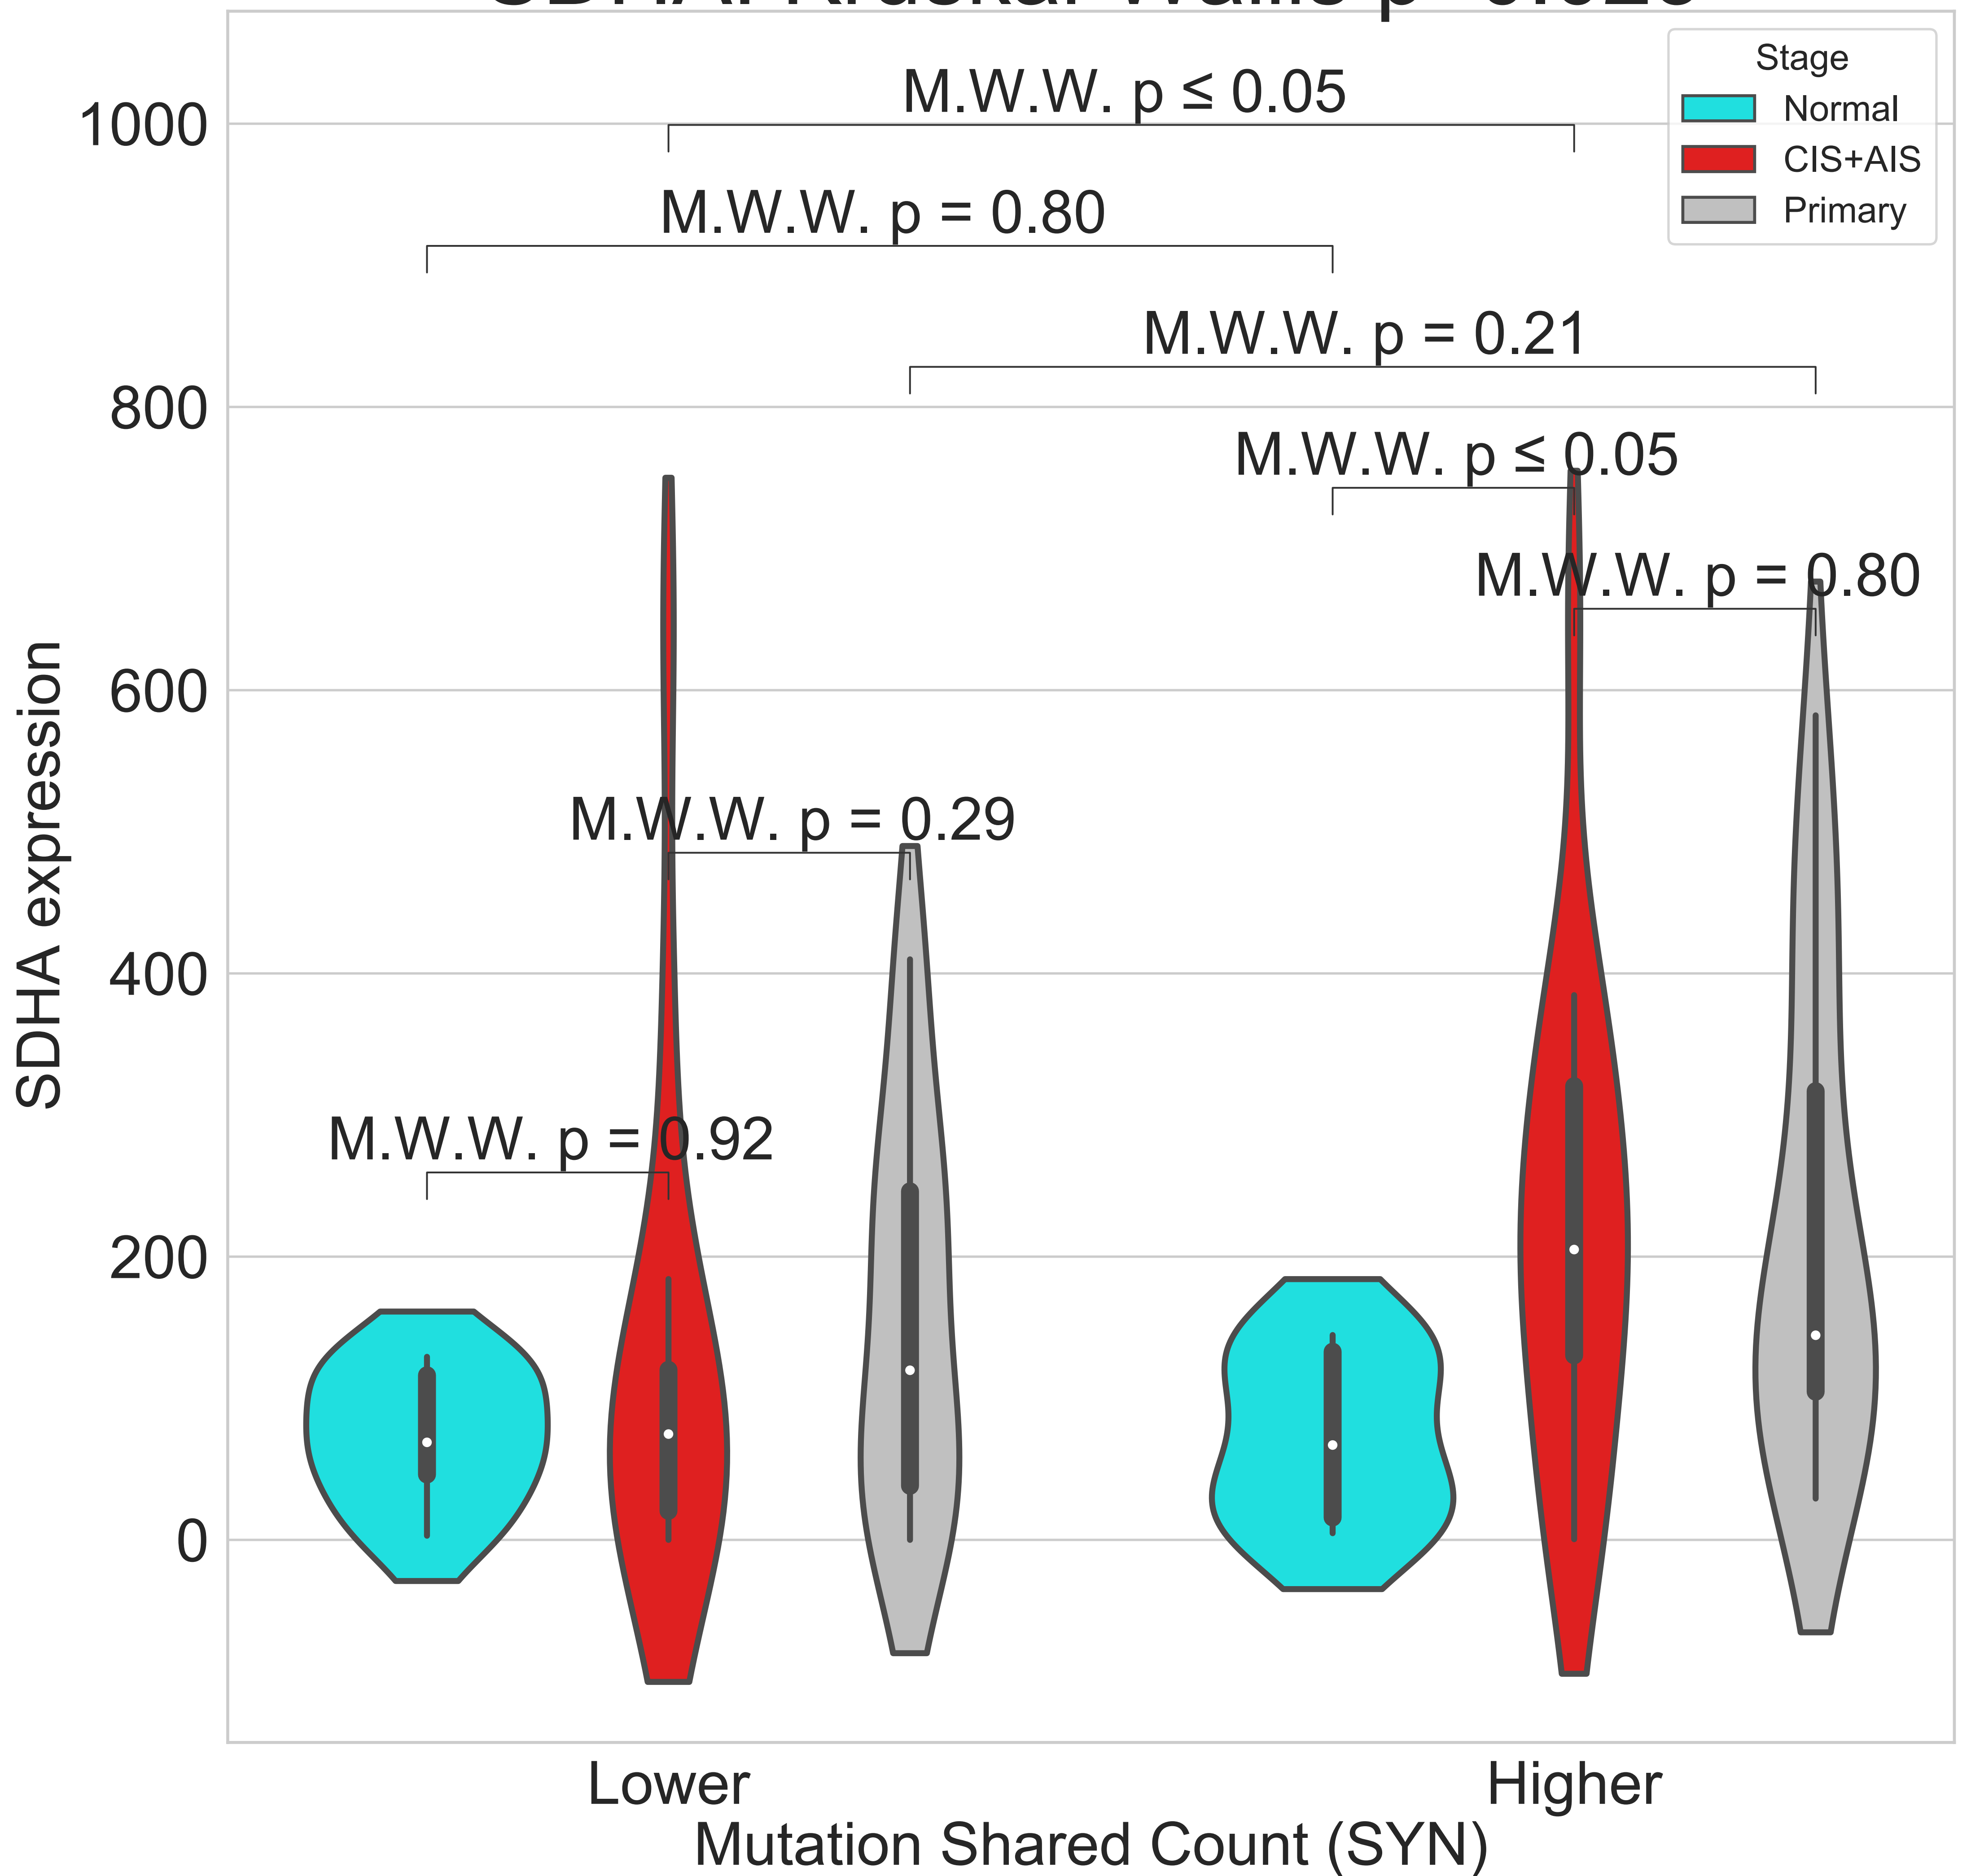 M.W.W. p ≤ 0.05
M.W.W. p = 0.80
M.W.W. p = 0.21
M.W.W. p ≤ 0.05
M.W.W. p = 0.80
M.W.W. p = 0.29
M.W.W. p = 0.92
Stage
Normal
CIS+AIS
Primary
1000
800
600
400
200
0
SDHA expression
Lower
Higher
Mutation Shared Count (SYN)